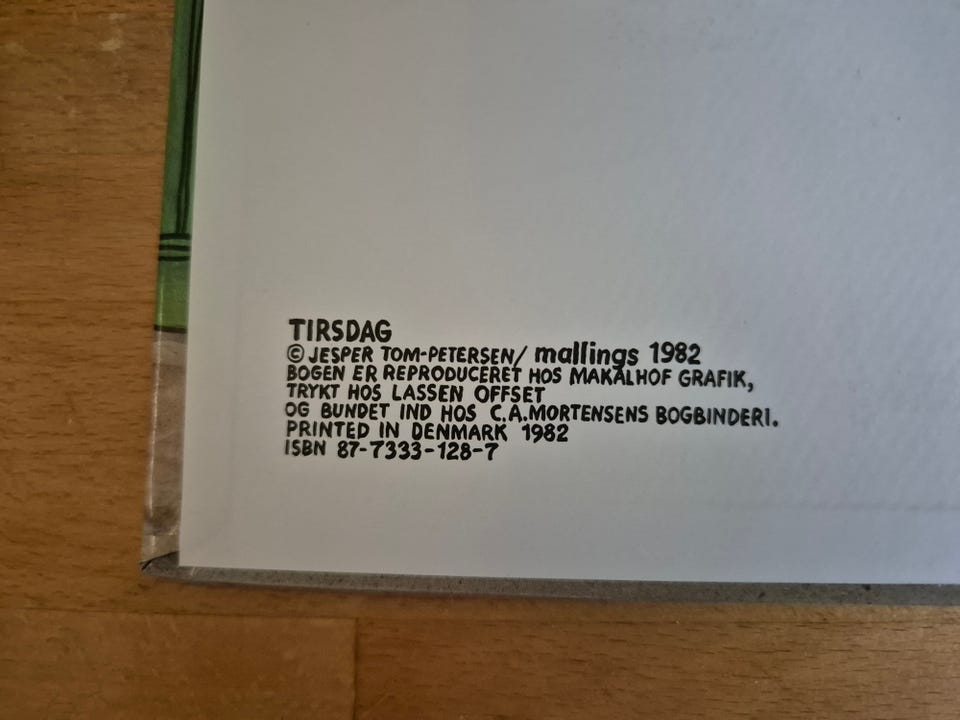 TIRSDAG
© JESPER TOM-PETERSEN/ mallings 1982
BOGEN ER REPRODUCERET HOS MAKALHOF GRAFIK,
TRYKT HOS LASSEN OFFSET
OG BUNDET IND HOS C.A.MORTENSENS BOGBINDERI.
PRINTED IN DENMARK 1982
ISBN 87-7333-128-7